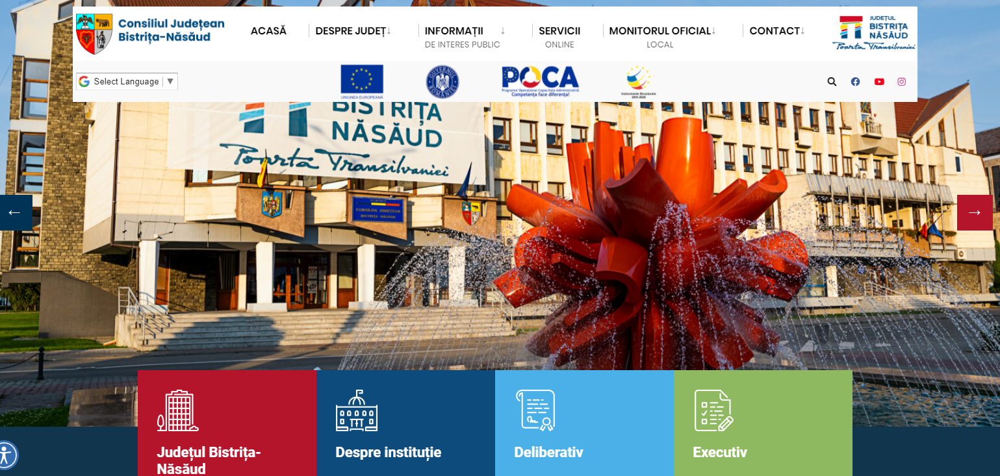 Consiliul Județean
Bistrița-Năsăud
ACASĂ
DESPRE JUDEȚ↓
INFORMAȚII ↓
DE INTERES PUBLIC
SERVICII
ONLINE
MONITORUL OFICIAL↓
LOCAL
CONTACT↓
JUDEȚUL
BISTRIȚA
NĂSĂUD
Poarta Transilvaniei
Select Language ▼
UNIUNEA EUROPEANĂ
GUVERNUL ROMÂNIEI
POCA
Programul Operațional Capacitate Administrativă
Competența face diferența!
Instrumente Structurale
2014-2020
BISTRIȚA
NĂSĂUD
Poarta Transilvaniei
ROMÂNIA
CONSILIUL JUDEȚEAN
BISTRIȚA-NĂSĂUD
←
→
Județul Bistrița-
Năsăud
Despre instituție
Deliberativ
Executiv